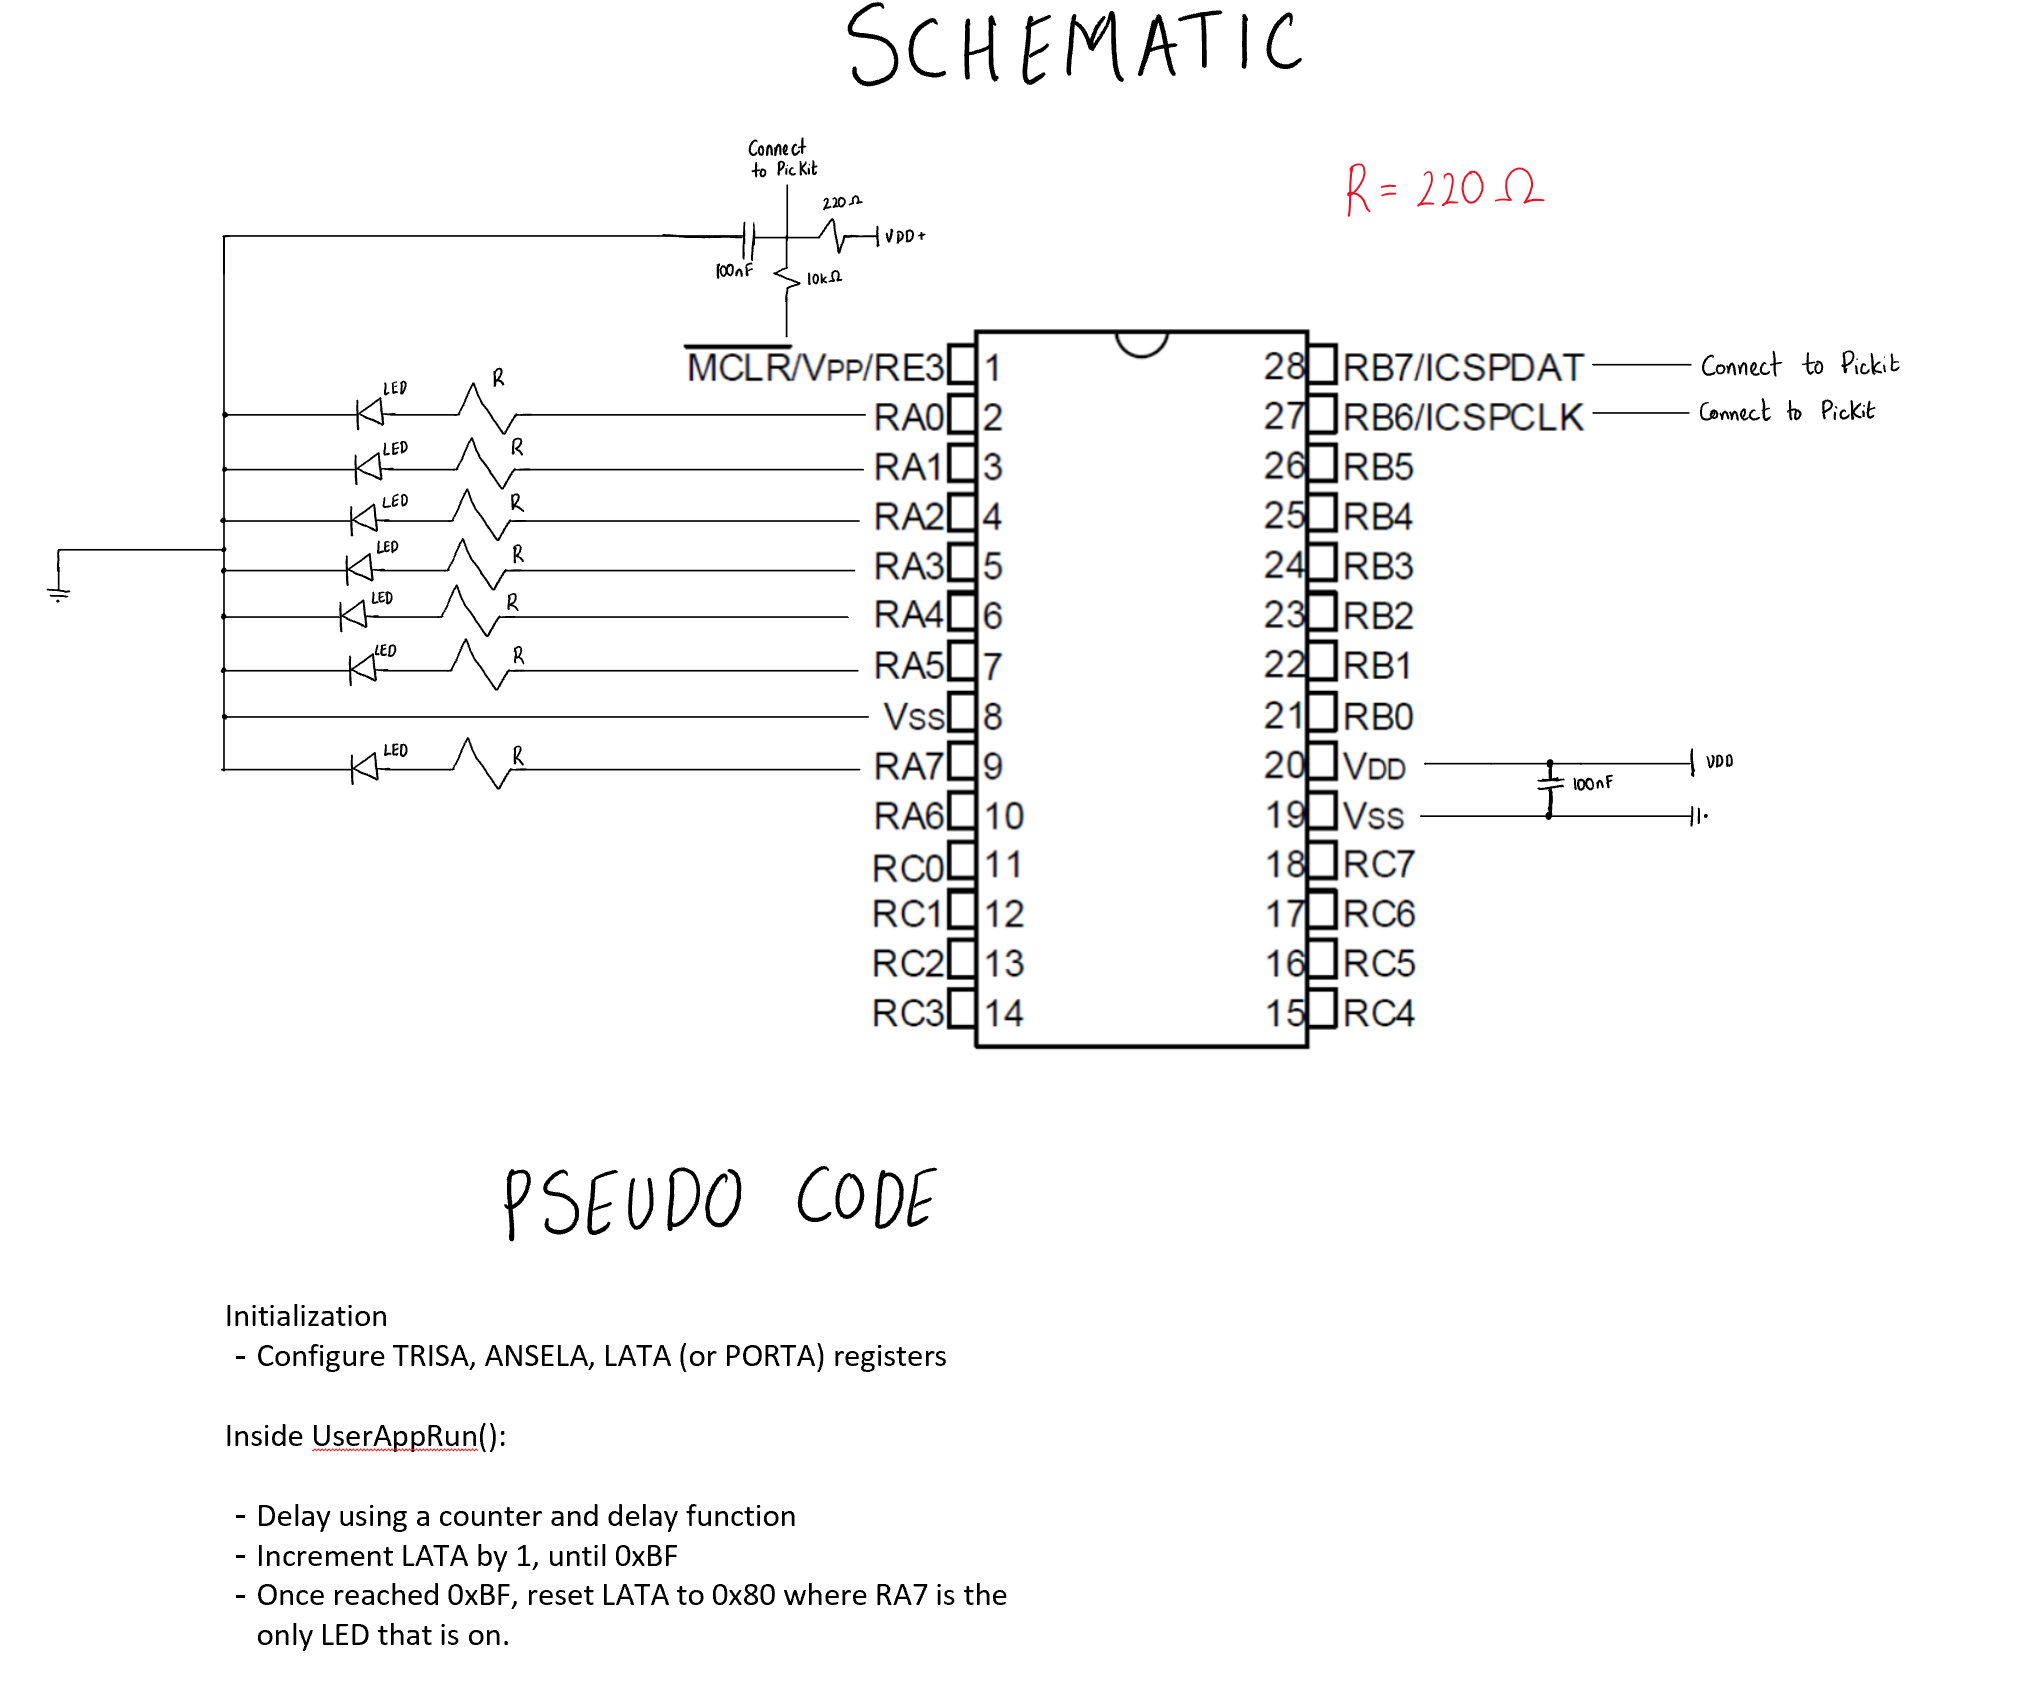 SCHEMATIC
Connect
to PicKit
R = 220 Ω
220 Ω
VDD+
100nF
10kΩ
MCLR/VPP/RE3 1
28 RB7/ICSPDAT
Connect to Pickit
LED R RA0 2
27 RB6/ICSPCLK
Connect to Pickit
LED R RA1 3
26 RB5
LED R RA2 4
25 RB4
LED R RA3 5
24 RB3
LED R RA4 6
23 RB2
LED R RA5 7
22 RB1
VSS 8
21 RB0
LED R RA7 9
20 VDD
VDD
100nF
RA6 10
19 VSS
RC0 11
18 RC7
RC1 12
17 RC6
RC2 13
16 RC5
RC3 14
15 RC4
PSEUDO CODE
Initialization
- Configure TRISA, ANSELA, LATA (or PORTA) registers
Inside UserAppRun():
- Delay using a counter and delay function
- Increment LATA by 1, until 0xBF
- Once reached 0xBF, reset LATA to 0x80 where RA7 is the
only LED that is on.